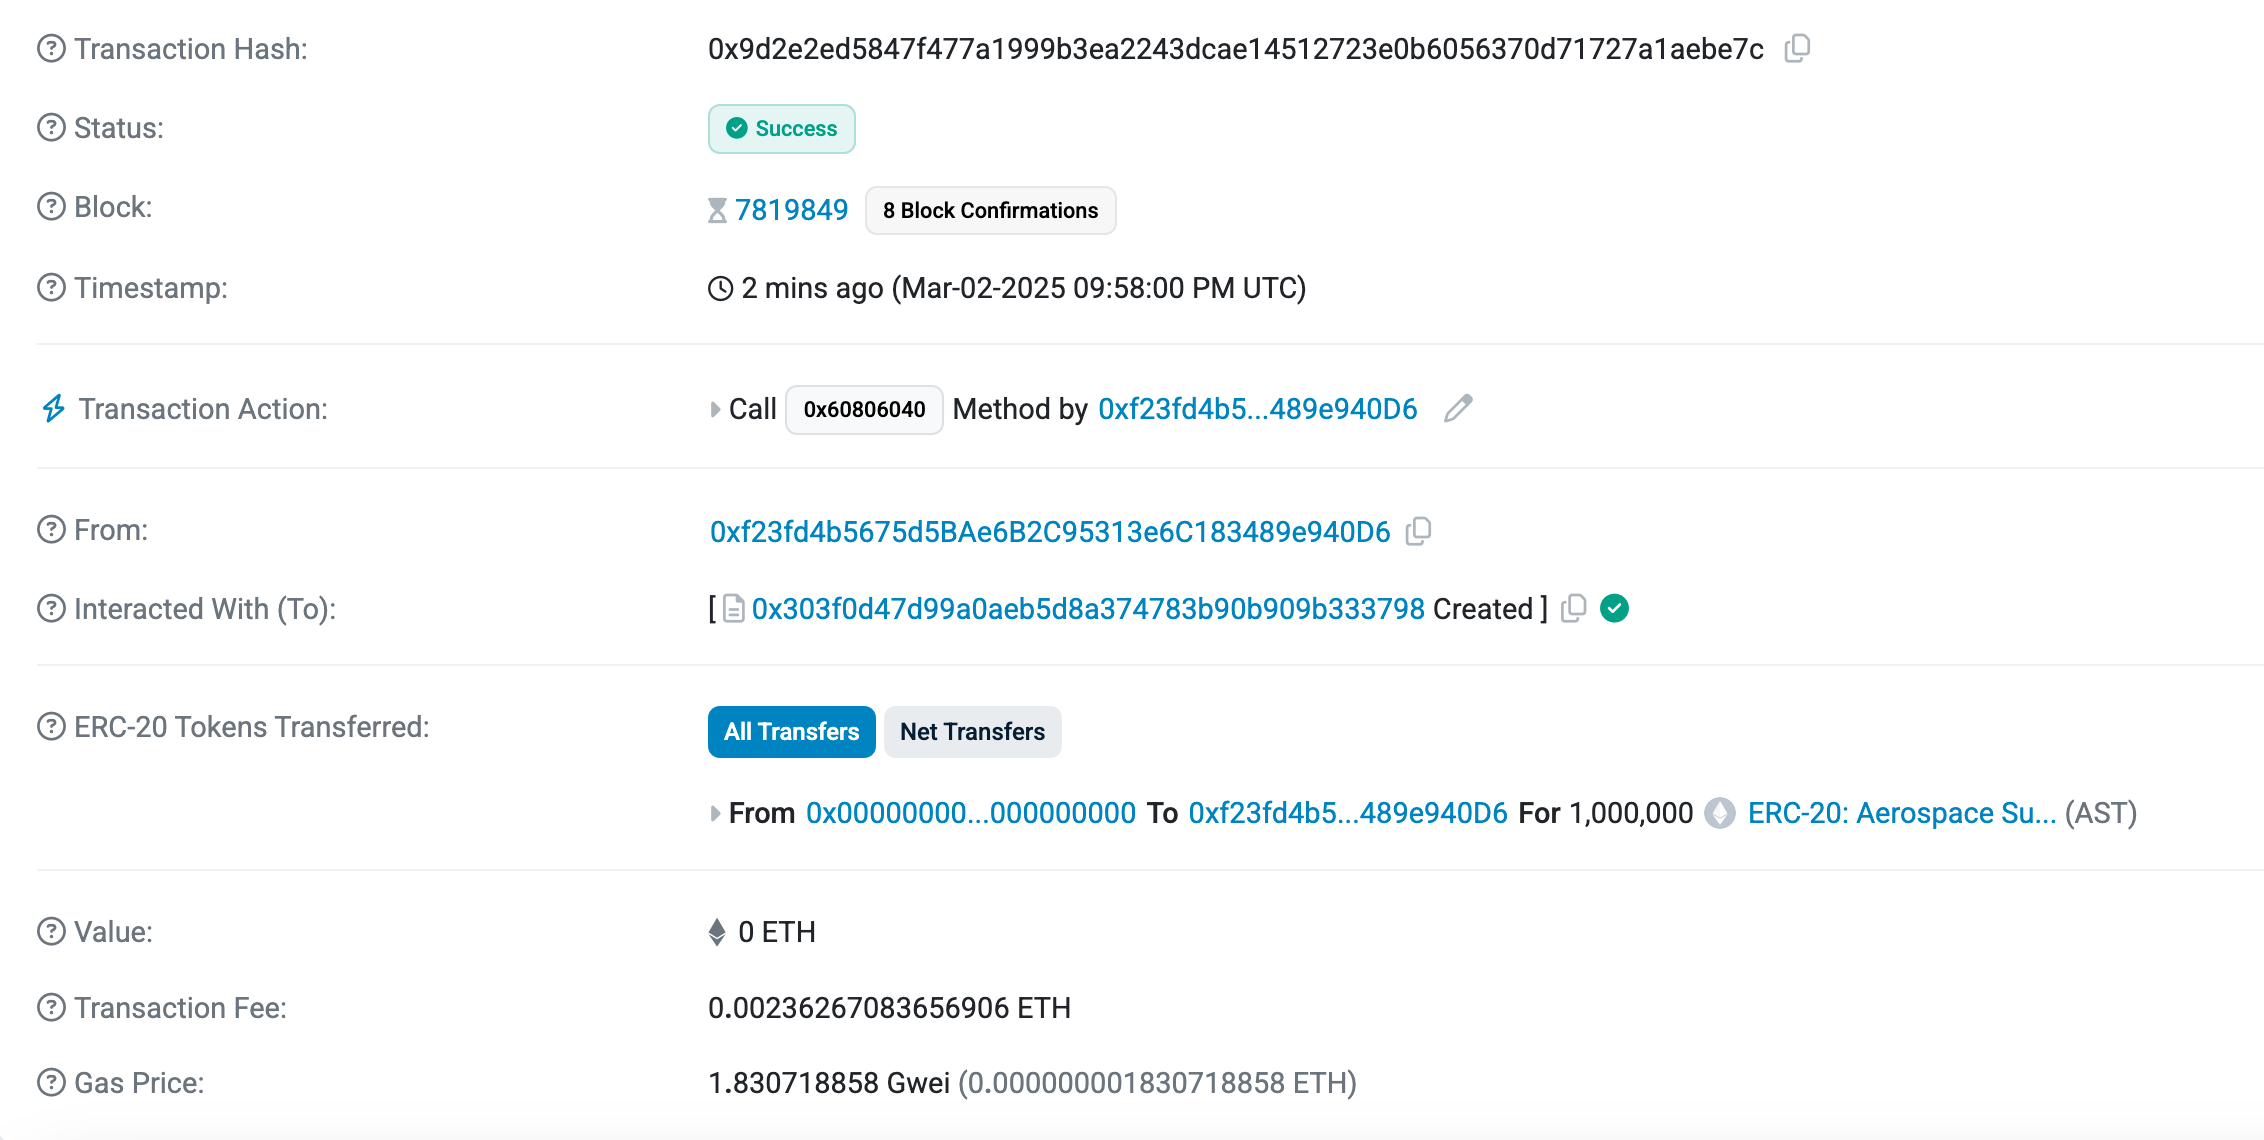 Transaction Hash: 0x9d2e2ed5847f477a1999b3ea2243dcae14512723e0b6056370d71727a1aebe7c
Status: Success
Block: 7819849 8 Block Confirmations
Timestamp: 2 mins ago (Mar-02-2025 09:58:00 PM UTC)
Transaction Action: Call 0x60806040 Method by 0xf23fd4b5...489e940D6
From: 0xf23fd4b5675d5BAe6B2C95313e6C183489e940D6
Interacted With (To): [ 0x303f0d47d99a0aeb5d8a374783b90b909b333798 Created ]
ERC-20 Tokens Transferred: All Transfers Net Transfers
From 0x00000000...000000000 To 0xf23fd4b5...489e940D6 For 1,000,000 ERC-20: Aerospace Su... (AST)
Value: 0 ETH
Transaction Fee: 0.00236267083656906 ETH
Gas Price: 1.830718858 Gwei (0.000000001830718858 ETH)